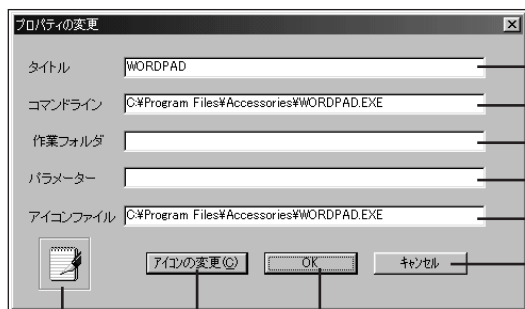 プロパティの変更
タイトル WORDPAD
コマンドライン C:¥Program Files¥Accessories¥WORDPAD.EXE
作業フォルダ
パラメーター
アイコンファイル C:¥Program Files¥Accessories¥WORDPAD.EXE
アイコンの変更(C) OK キャンセル